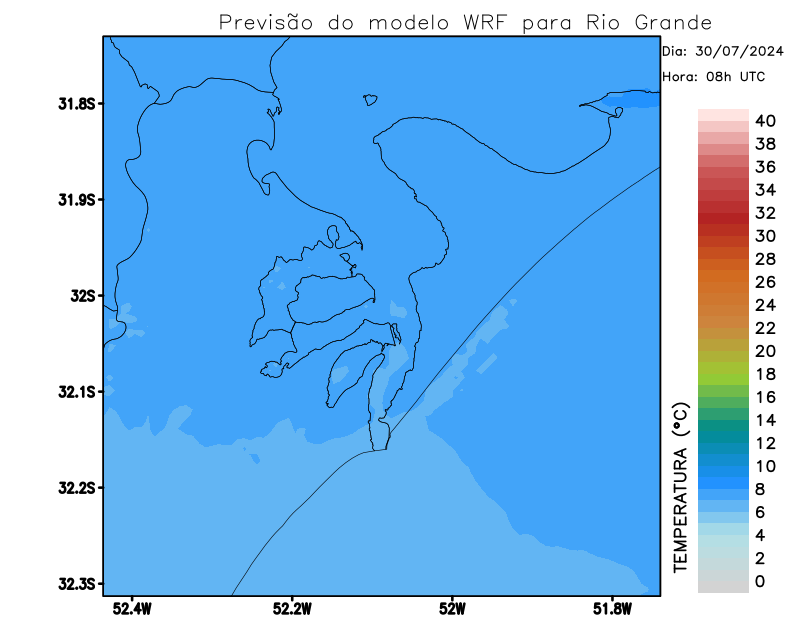 Previsão do modelo WRF para Rio Grande
Dia: 30/07/2024
Hora: 08h UTC
31.8S
31.9S
32S
32.1S
32.2S
32.3S
52.4W
52.2W
52W
51.8W
TEMPERATURA (°C)
40
38
36
34
32
30
28
26
24
22
20
18
16
14
12
10
8
6
4
2
0